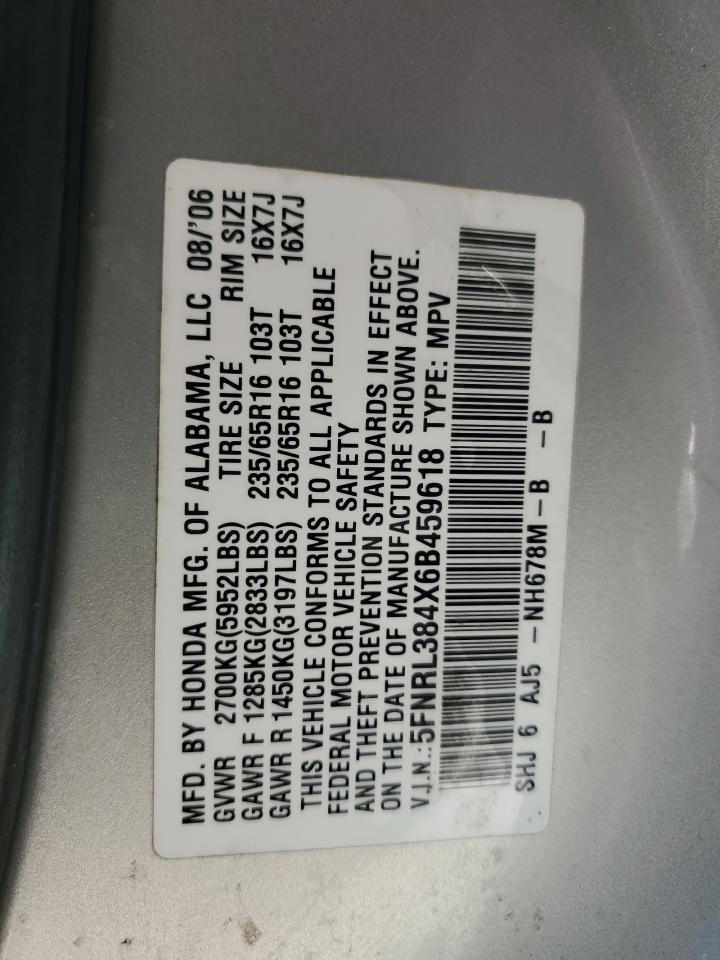 MFD. BY HONDA MFG. OF ALABAMA, LLC 08/'06
GVWR 2700KG(5952LBS) TIRE SIZE RIM SIZE
GAWR F 1285KG(2833LBS) 235/65R16 103T 16X7J
GAWR R 1450KG(3197LBS) 235/65R16 103T 16X7J
THIS VEHICLE CONFORMS TO ALL APPLICABLE
FEDERAL MOTOR VEHICLE SAFETY
AND THEFT PREVENTION STANDARDS IN EFFECT
ON THE DATE OF MANUFACTURE SHOWN ABOVE.
V.I.N.:5FNRL384X6B459618 TYPE: MPV
SHJ 6 AJ5 -NH678M-B -B